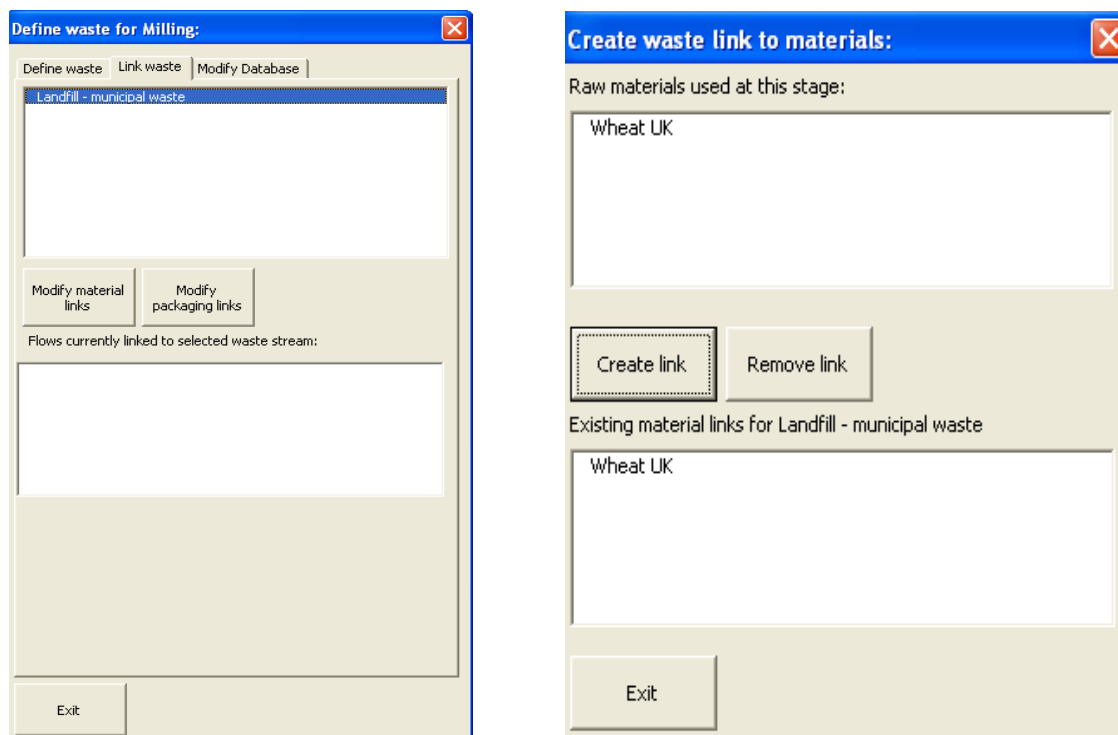 Define waste for Milling:
Define waste
Link waste
Modify Database
Landfill - municipal waste
Modify material
links
Modify
packaging links
Flows currently linked to selected waste stream:
Exit
Create waste link to materials:
Raw materials used at this stage:
Wheat UK
Create link
Remove link
Existing material links for Landfill - municipal waste
Wheat UK
Exit